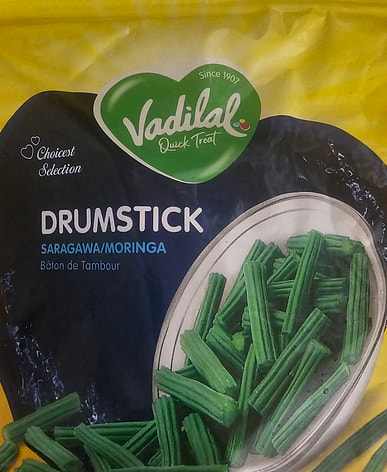 Since 1907
Vadilal
Quick Treat
Choicest
Selection
DRUMSTICK
SARAGAWA/MORINGA
Bâton de Tambour